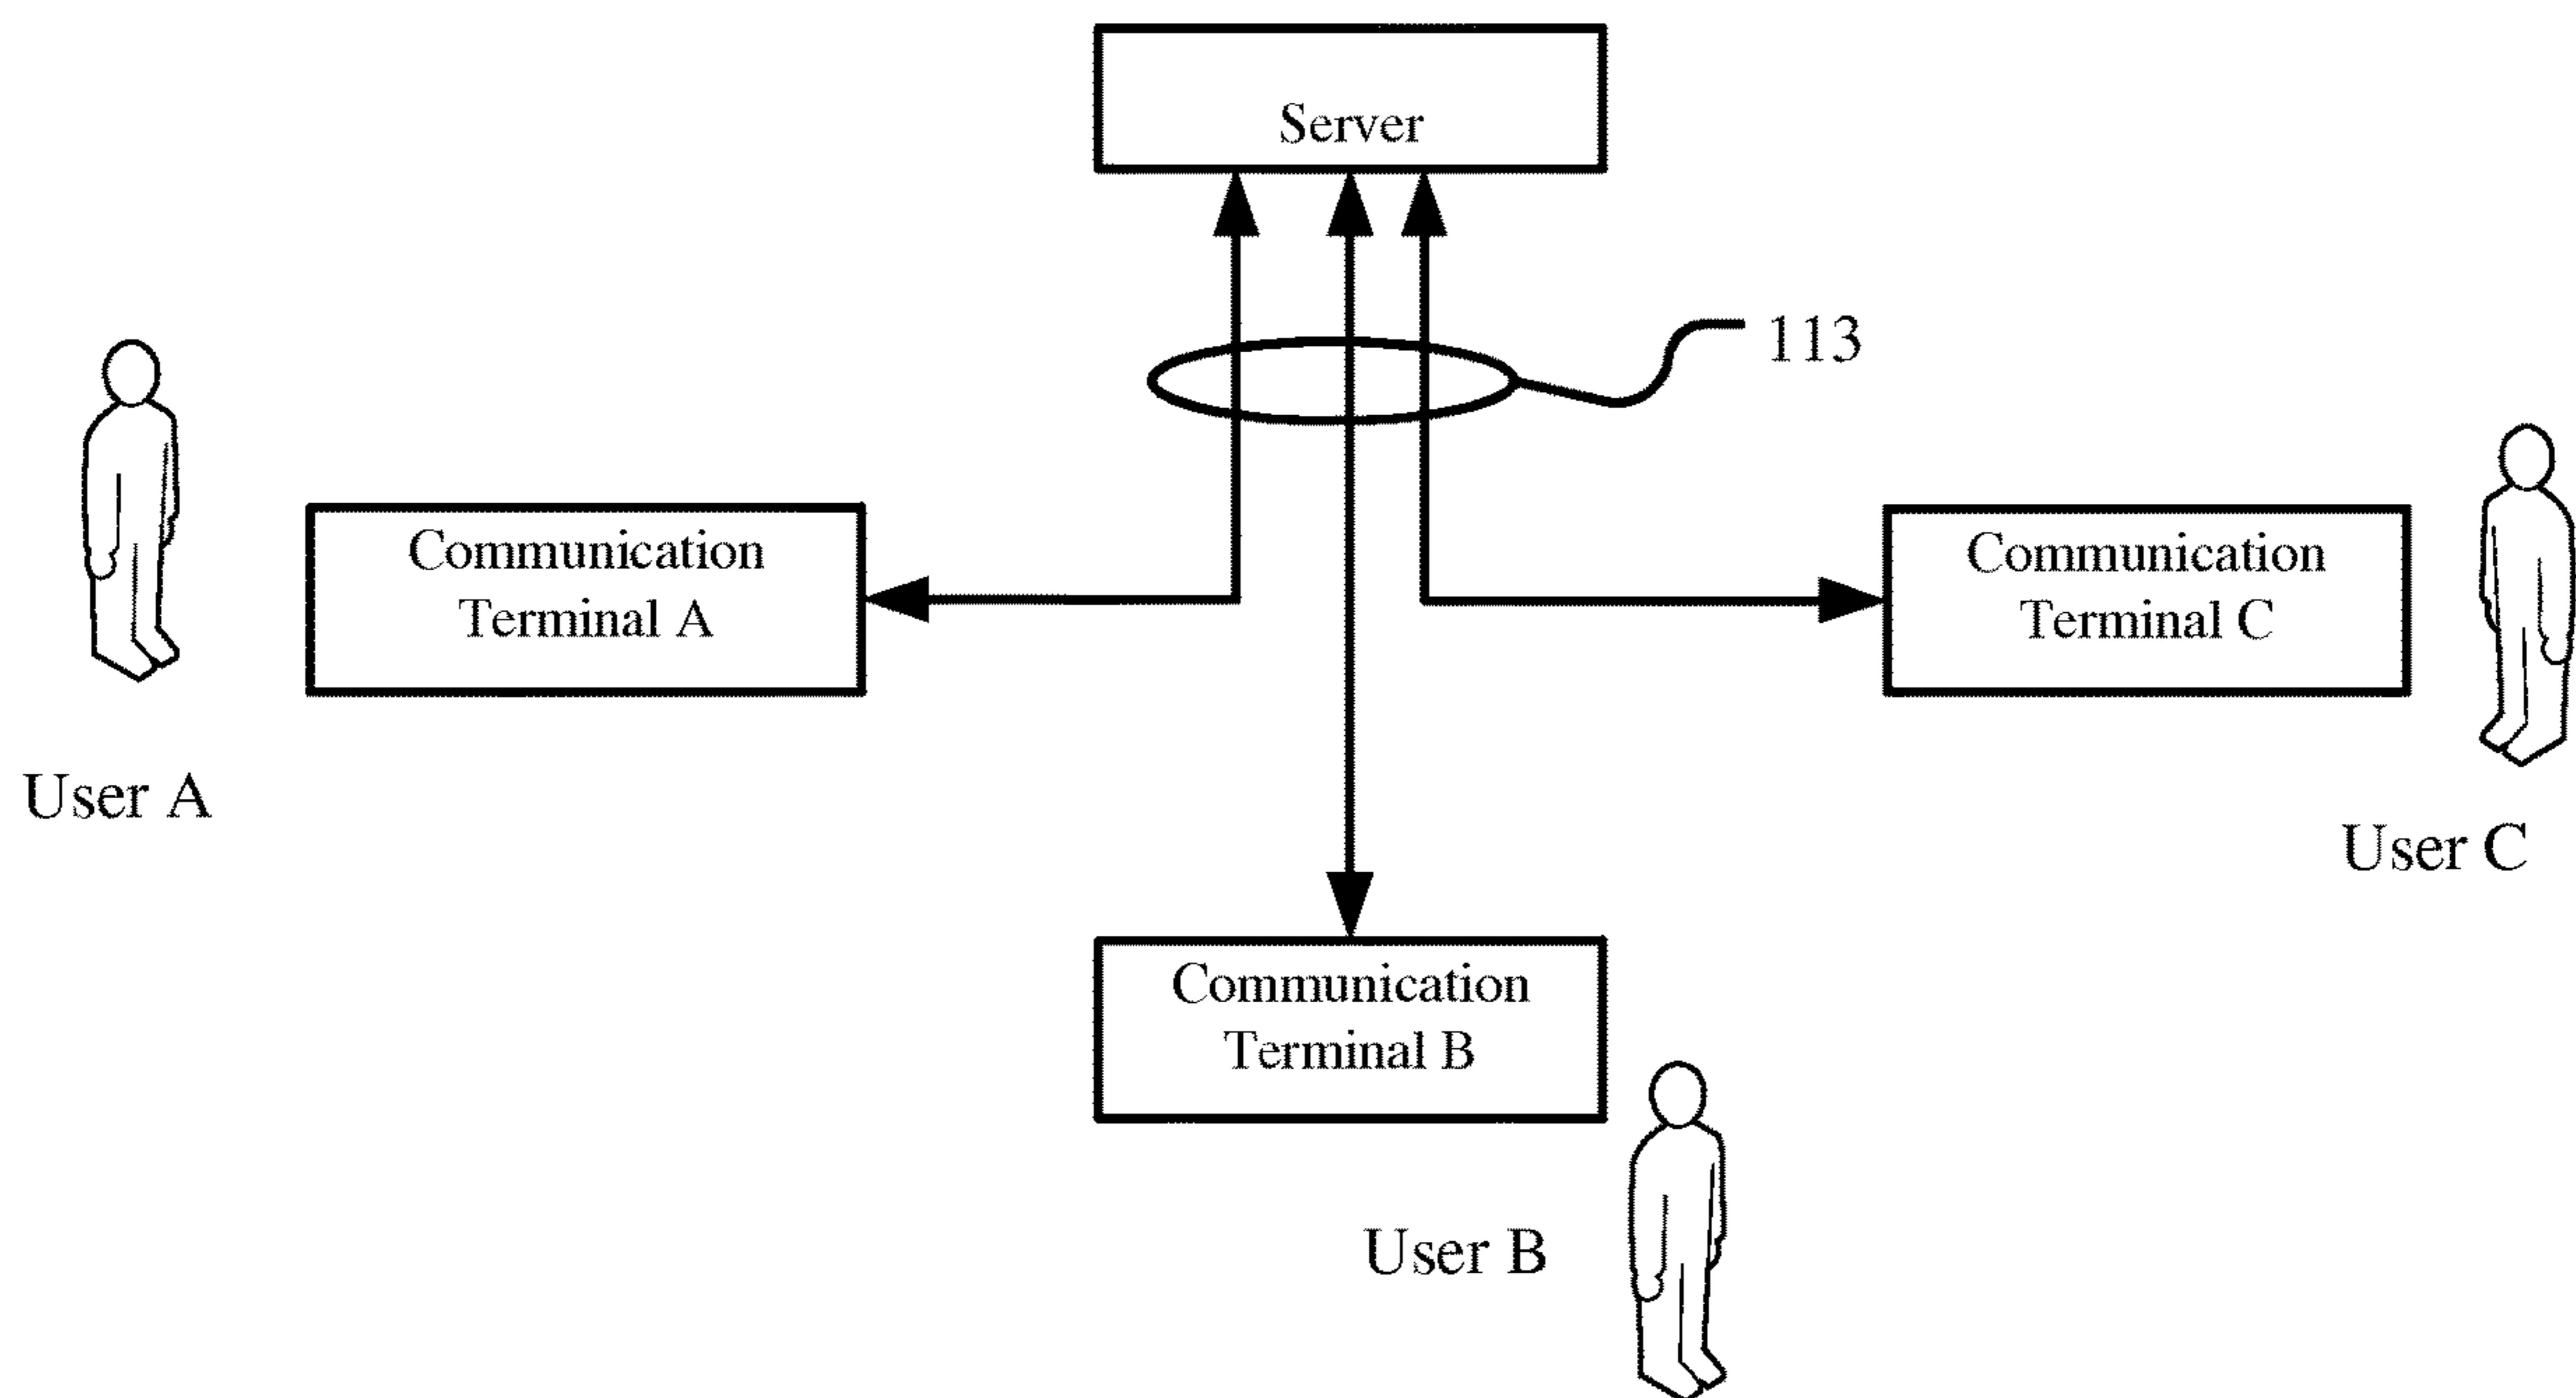 Server
113
Communication
Terminal A
Communication
Terminal C
User A
User C
Communication
Terminal B
User B